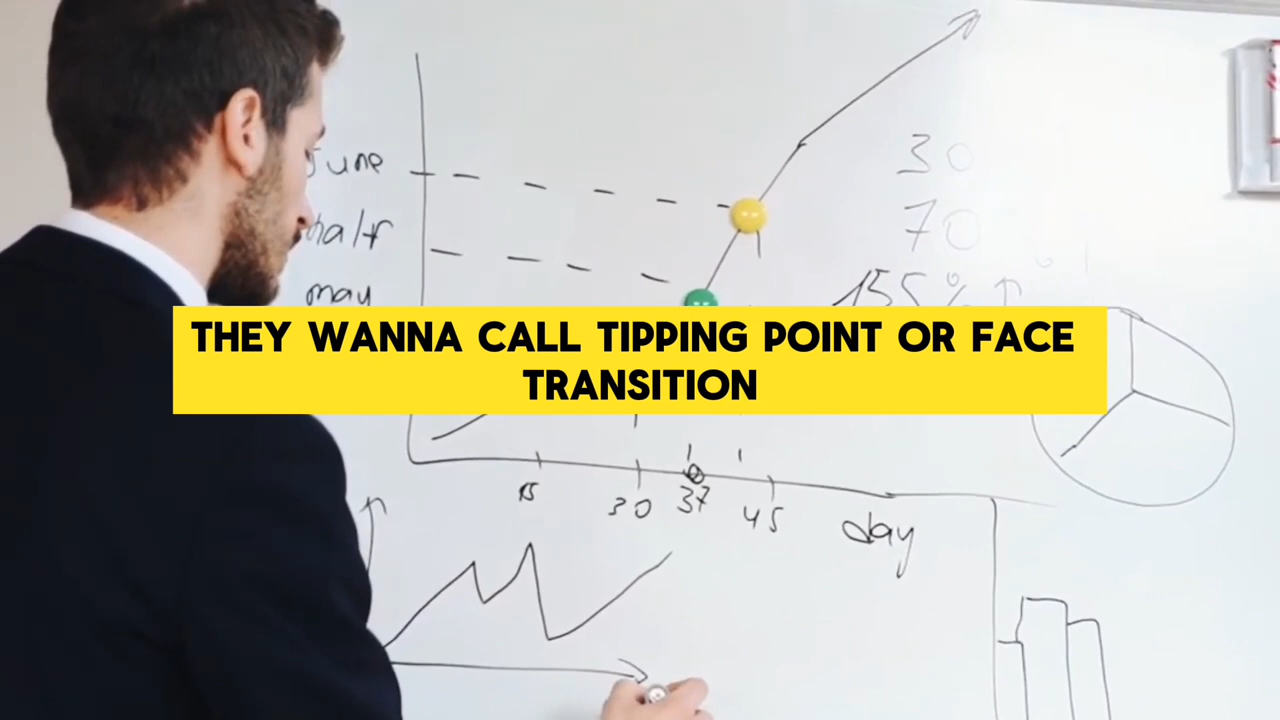 June
30
half
70
may
155%
THEY WANNA CALL TIPPING POINT OR FACE
TRANSITION
15
30
37
45
day